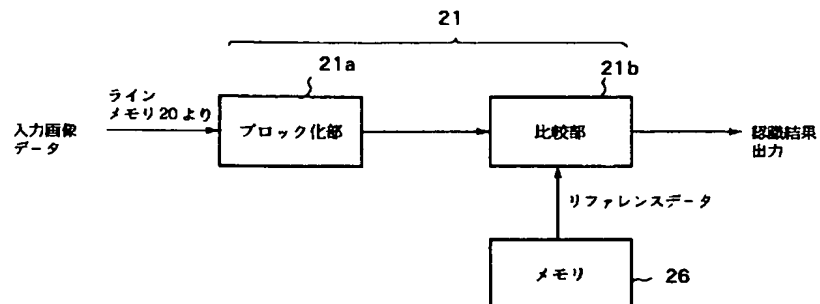 21
21a
21b
入力画像
データ
ライン
メモリ20より
ブロック化部
比較部
認識結果
出力
リファレンスデータ
メモリ
26